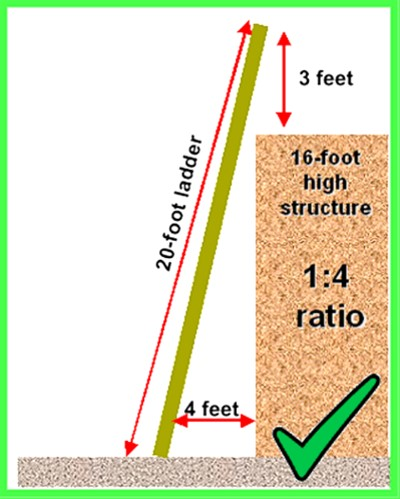 3 feet
20-foot ladder
16-foot
high
structure
1:4
ratio
4 feet